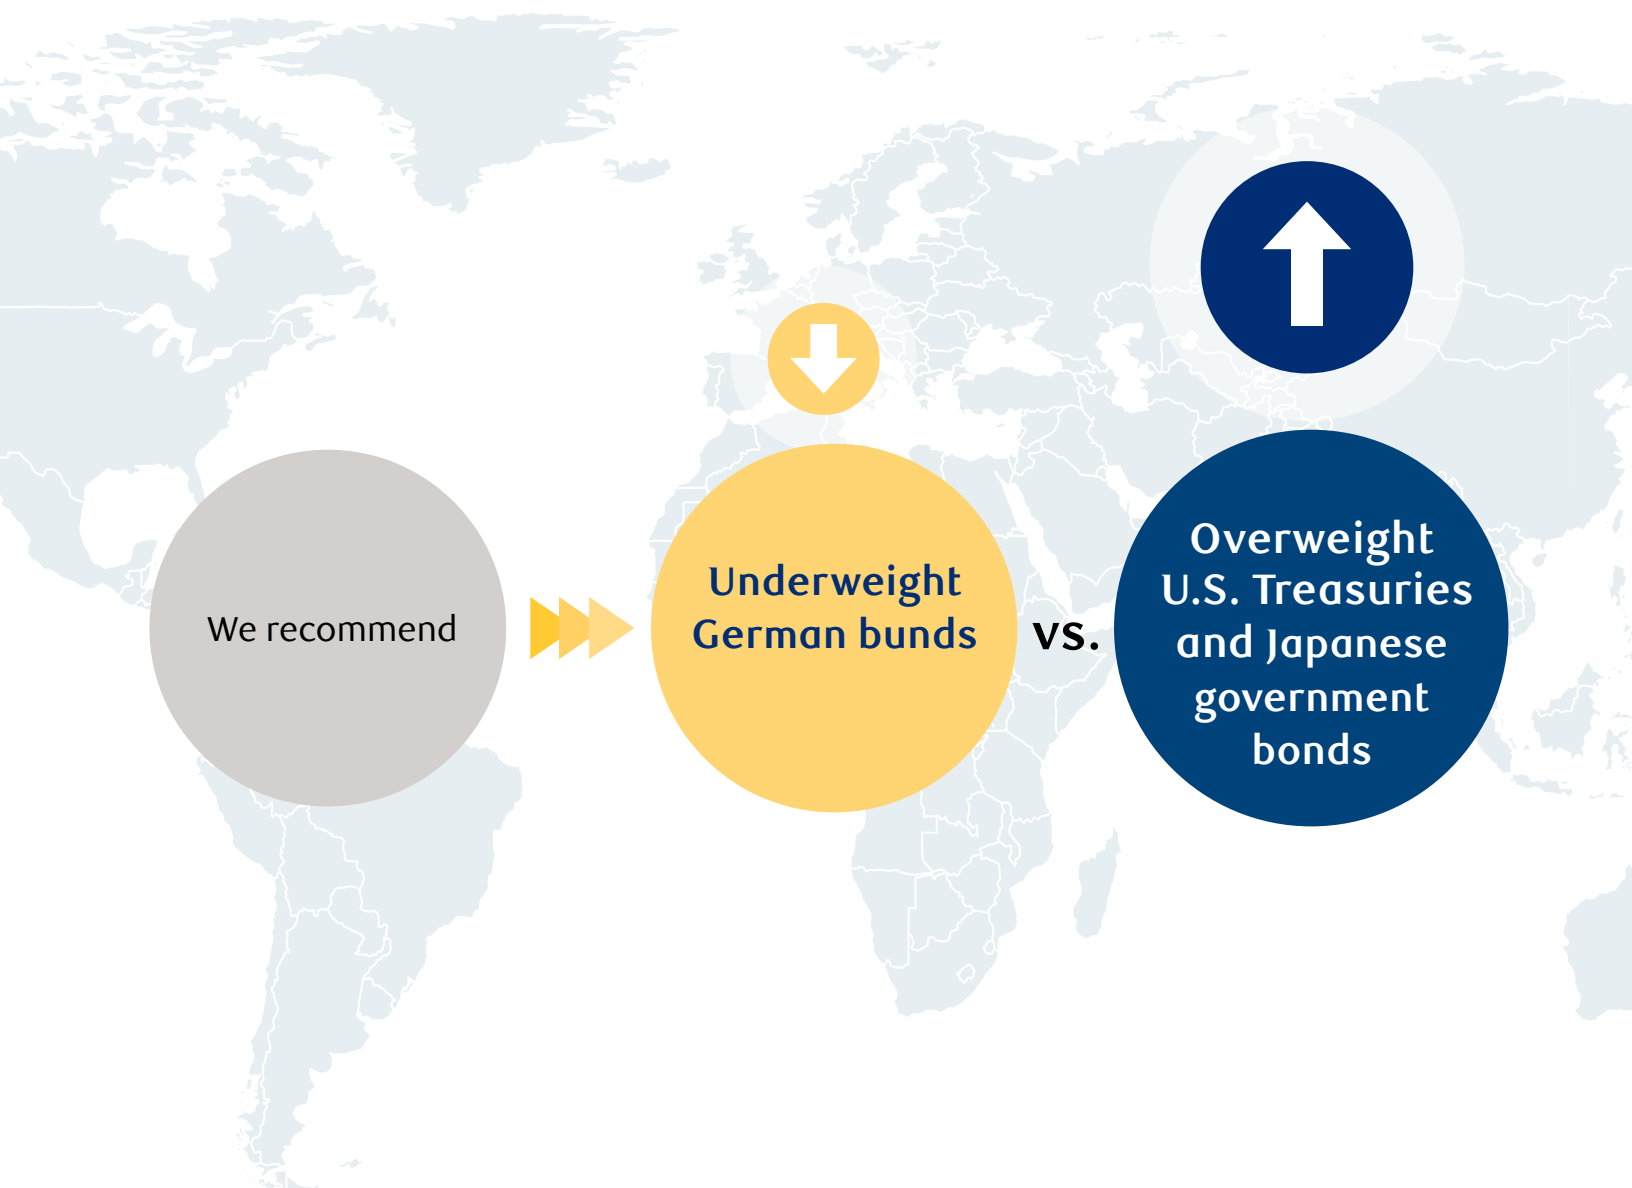 We recommend
Underweight
German bunds
vs.
Overweight
U.S. Treasuries
and Japanese
government
bonds